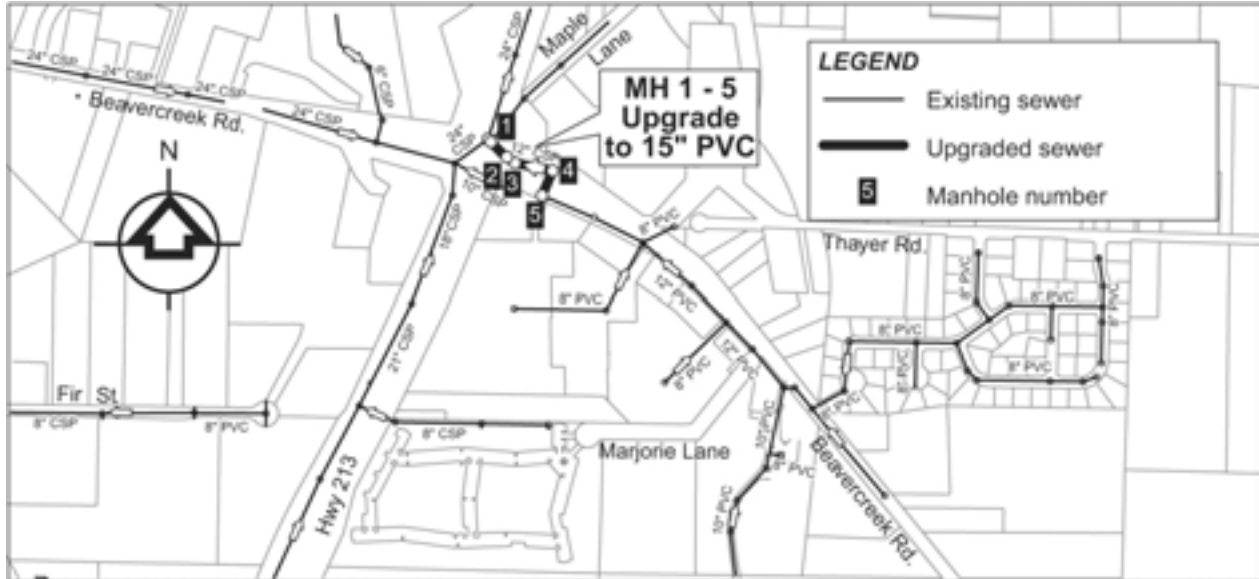 LEGEND
Existing sewer
Upgraded sewer
5 Manhole number
MH 1 - 5
Upgrade
to 15" PVC
N
24" CSP
24" CSP
24" CSP
Beavercreek Rd.
24" CSP
8" CSP
24" CSP
Maple
Lane
24"
CSP
1
2
3
4
5
18" CSP
21" CSP
8" PVC
Thayer Rd.
12" PVC
8" PVC
8" PVC
12" PVC
8" PVC
8" PVC
8" PVC
8" PVC
8" PVC
8" PVC
8" PVC
Fir St
8" CSP
8" PVC
8" CSP
Marjorie Lane
Hwy 213
10" PVC
10" PVC
Beavercreek Rd.